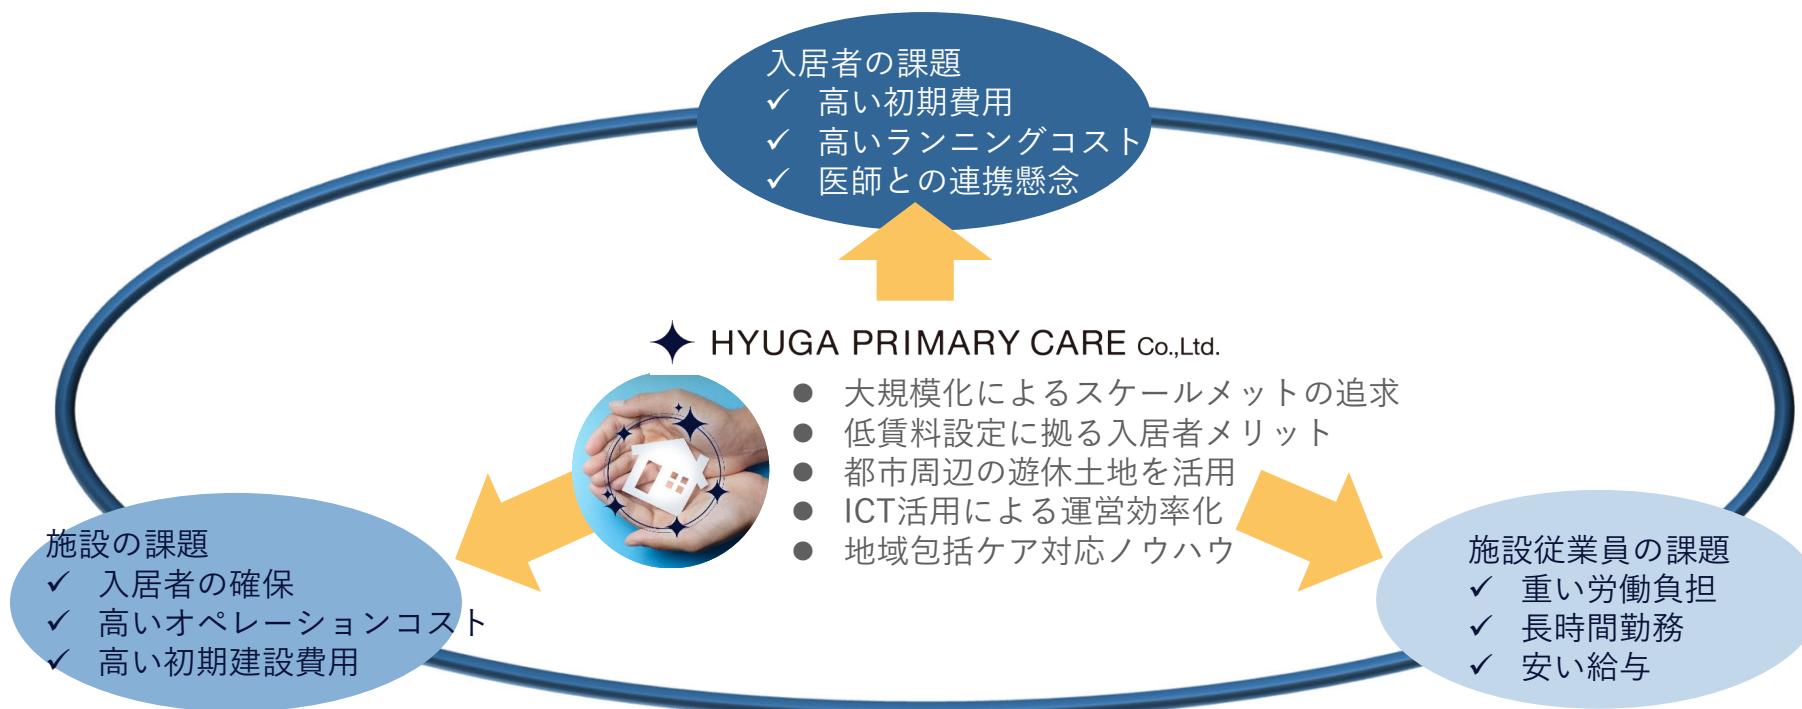 入居者の課題
✓ 高い初期費用
✓ 高いランニングコスト
✓ 医師との連携懸念
HYUGA PRIMARY CARE Co.,Ltd.
● 大規模化によるスケールメットの追求
● 低賃料設定に拠る入居者メリット
● 都市周辺の遊休土地を活用
● ICT活用による運営効率化
● 地域包括ケア対応ノウハウ
施設の課題
✓ 入居者の確保
✓ 高いオペレーションコスト
✓ 高い初期建設費用
施設従業員の課題
✓ 重い労働負担
✓ 長時間勤務
✓ 安い給与